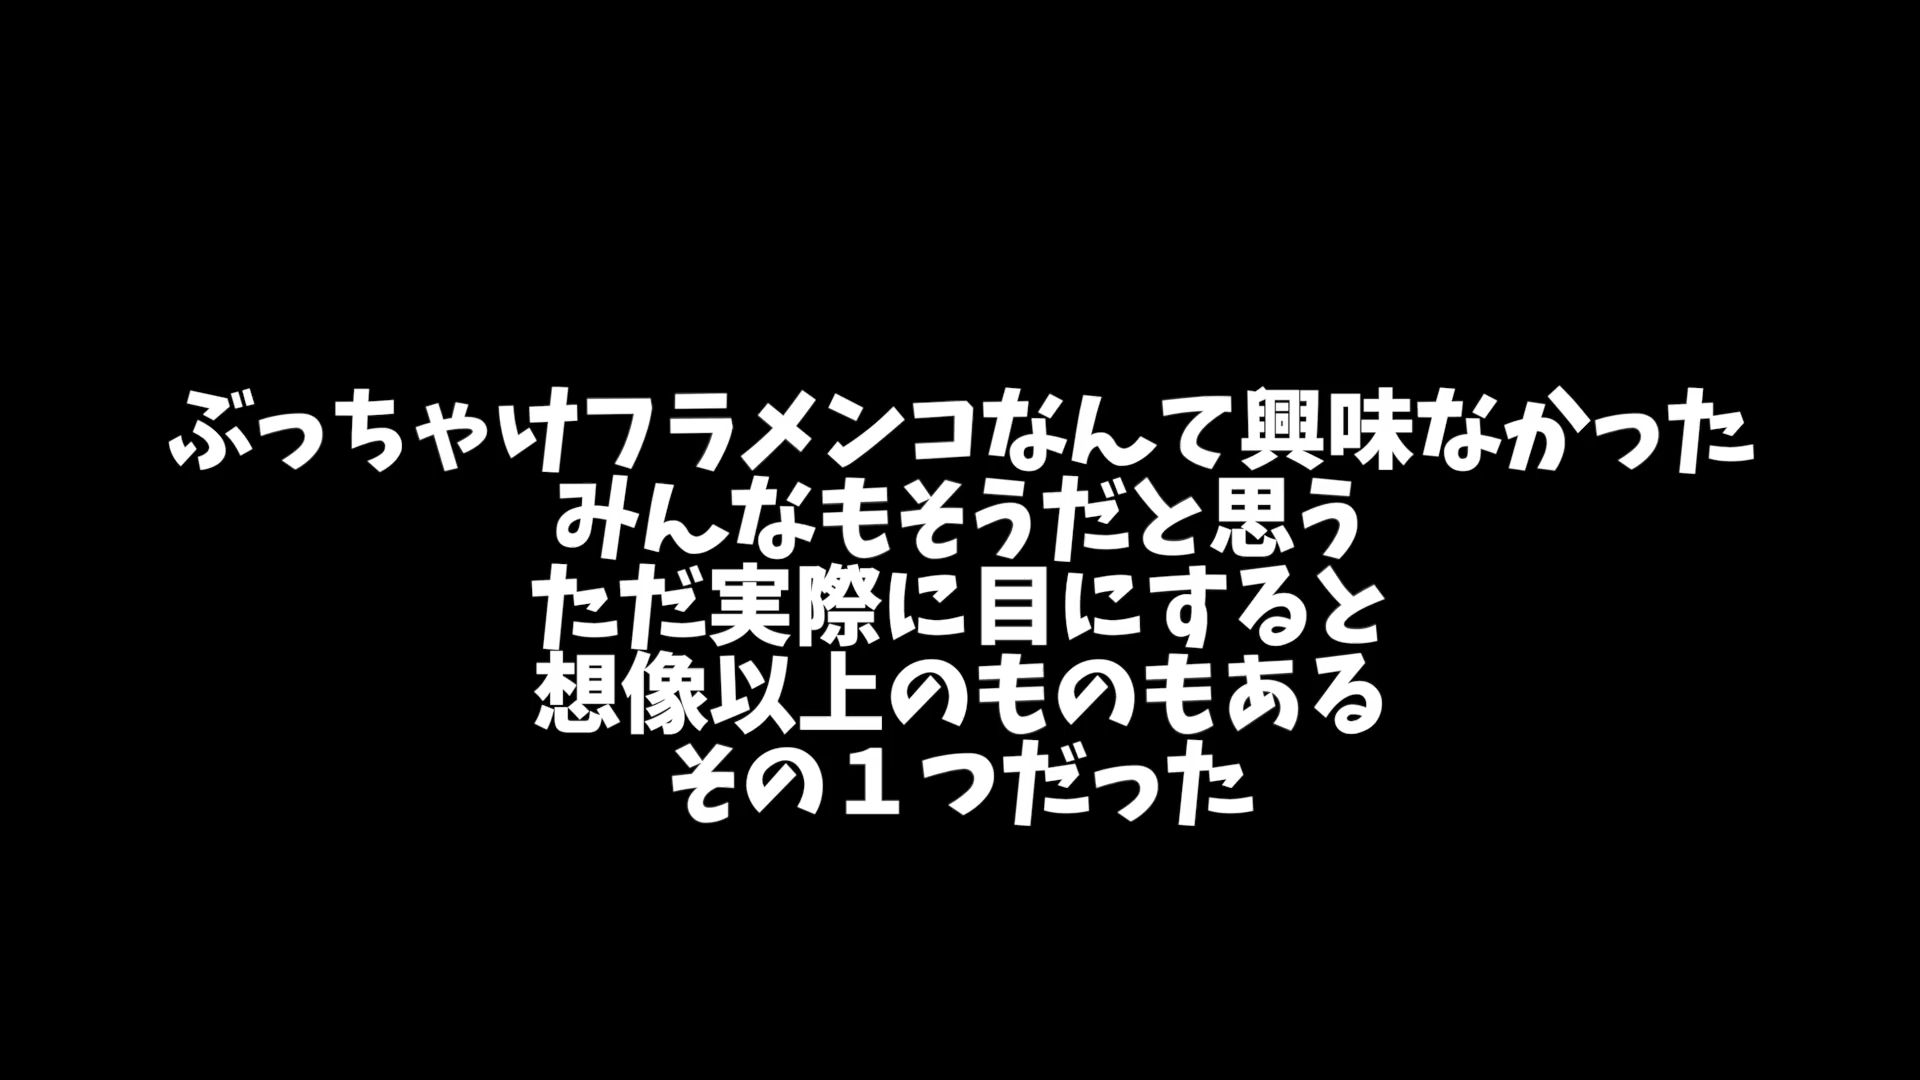 ぶっちゃけフラメンコなんて興味なかった
みんなもそうだと思う
ただ実際に目にすると
想像以上のものもある
その１つだった